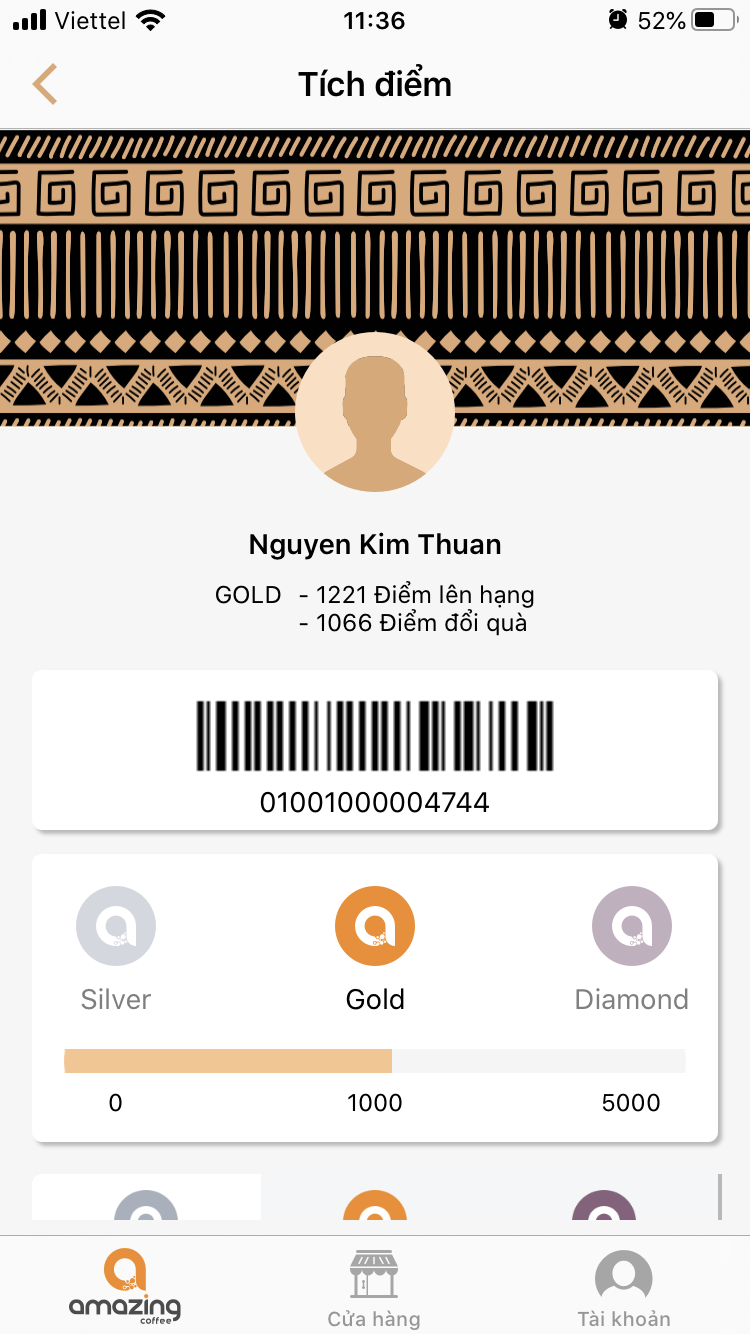 Viettel 11:36 52%
Tích điểm
Nguyen Kim Thuan
GOLD - 1221 Điểm lên hạng
- 1066 Điểm đổi quà
01001000004744
Silver Gold Diamond
0 1000 5000
amazing
coffee
Cửa hàng
Tài khoản